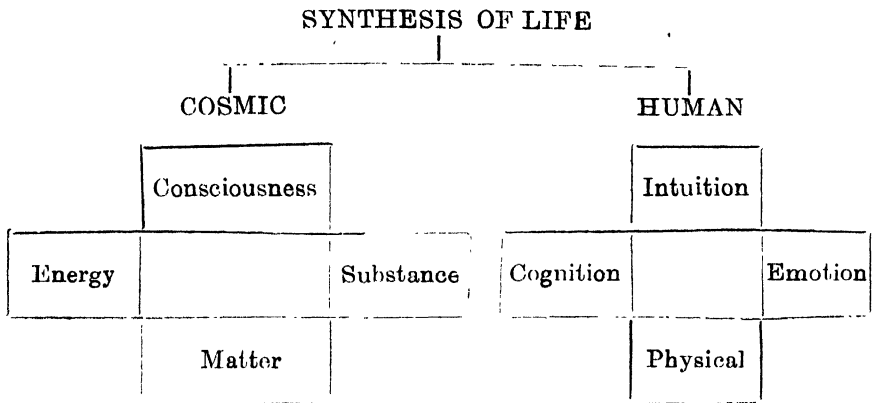 SYNTHESIS OF LIFE
COSMIC HUMAN
Consciousness Intuition
Energy Substance Cognition Emotion
Matter Physical